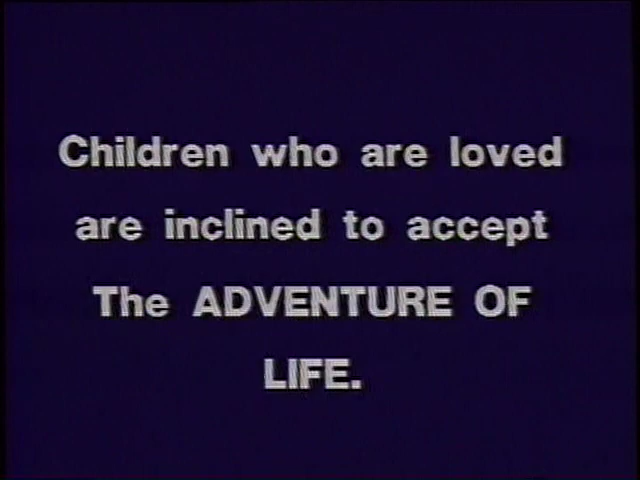 Children who are loved
are inclined to accept
The ADVENTURE OF
LIFE.